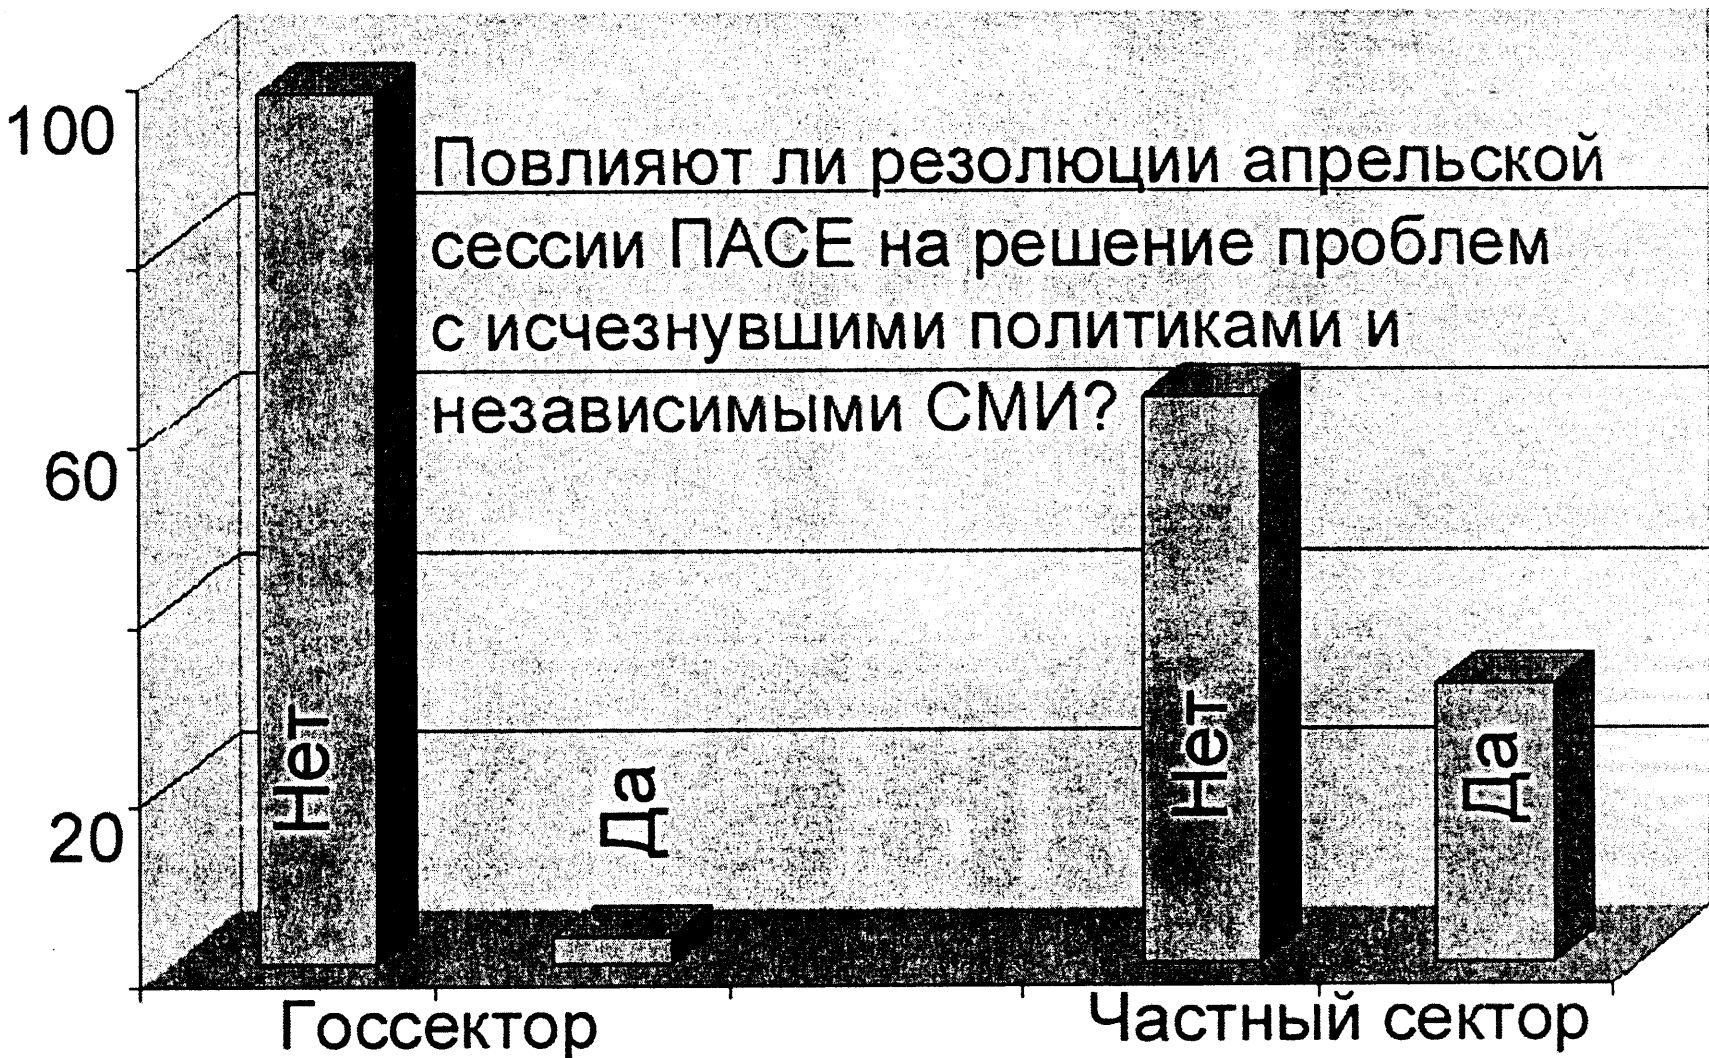 100
60
20
Повлияют ли резолюции апрельской
сессии ПАСЕ на решение проблем
с исчезнувшими политиками и
независимыми СМИ?
Нет
Да
Нет
Да
Госсектор
Частный сектор